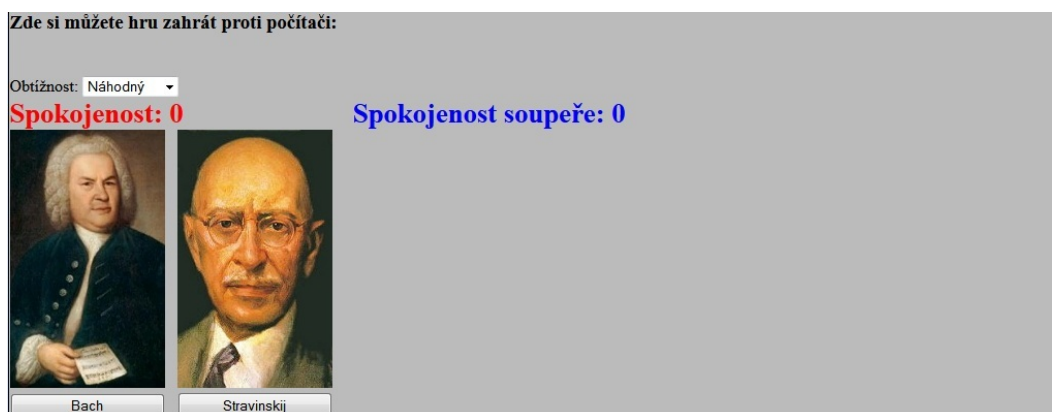 Zde si můžete hru zahrát proti počítači:
Obtížnost: Náhodný
Spokojenost: 0 Spokojenost soupeře: 0
Bach Stravinskij